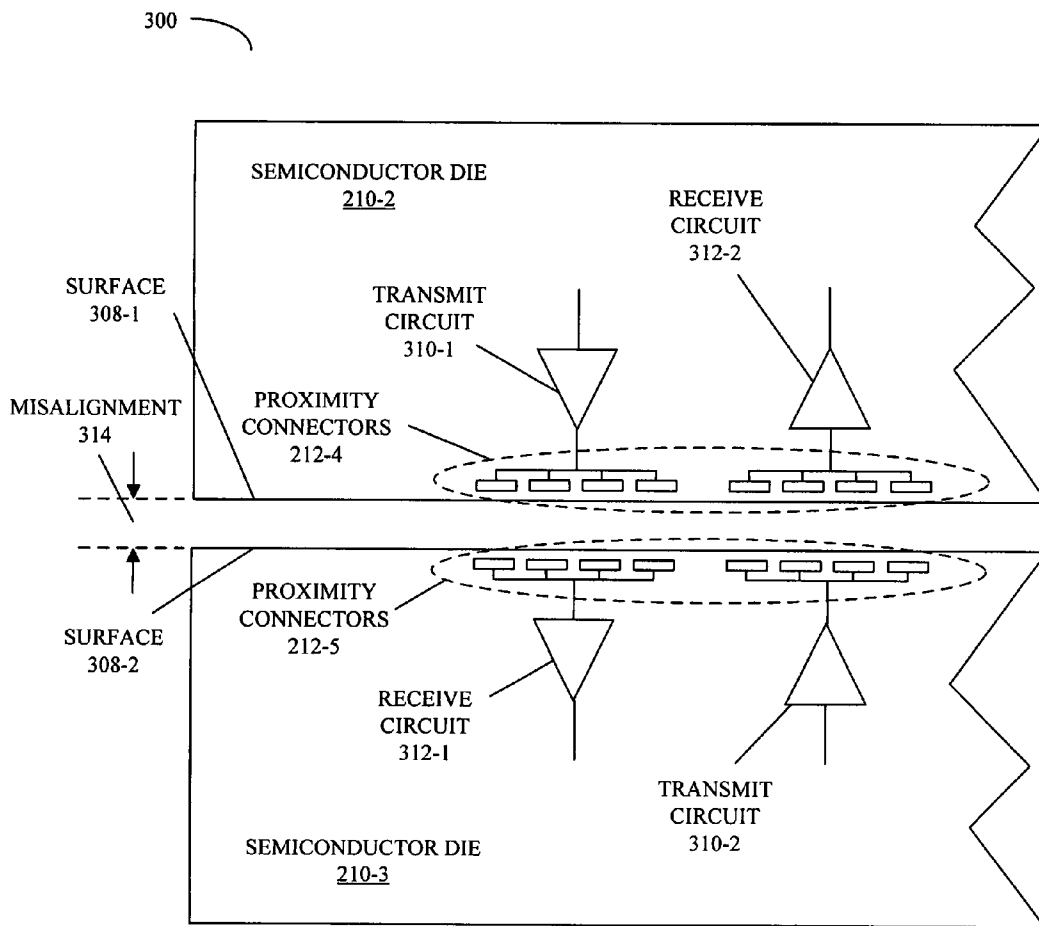 300
SEMICONDUCTOR DIE
210-2
RECEIVE
CIRCUIT
312-2
SURFACE
308-1
TRANSMIT
CIRCUIT
310-1
MISALIGNMENT
314
PROXIMITY
CONNECTORS
212-4
PROXIMITY
CONNECTORS
212-5
SURFACE
308-2
RECEIVE
CIRCUIT
312-1
TRANSMIT
CIRCUIT
310-2
SEMICONDUCTOR DIE
210-3